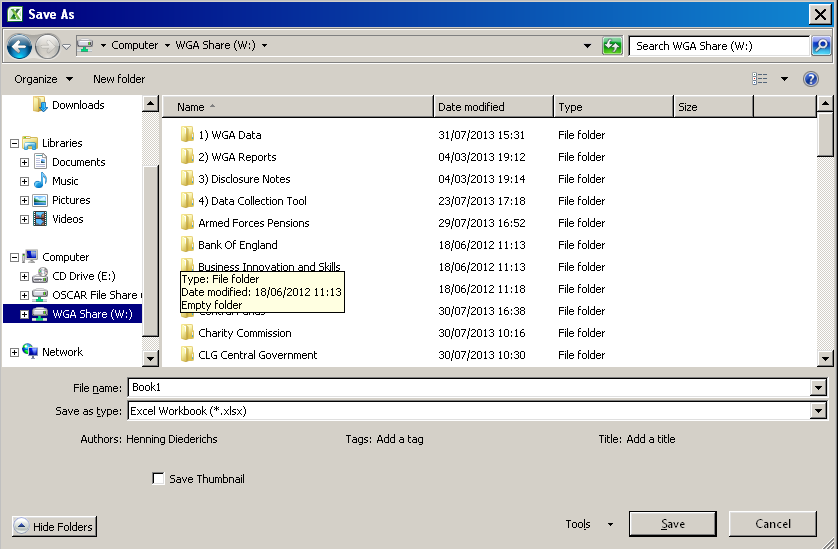 Save As
Computer WGA Share (W:)
Search WGA Share (W:)
Organize New folder
Downloads
Libraries
Documents
Music
Pictures
Videos
Computer
CD Drive (E:)
OSCAR File Share
WGA Share (W:)
Network
Name Date modified Type Size
1) WGA Data 31/07/2013 15:31 File folder
2) WGA Reports 04/03/2013 19:12 File folder
3) Disclosure Notes 04/03/2013 19:14 File folder
4) Data Collection Tool 23/07/2013 17:18 File folder
Armed Forces Pensions 29/07/2013 16:52 File folder
Bank Of England 18/06/2012 11:13 File folder
Business Innovation and Skills 18/06/2012 11:13 File folder
18/06/2012 11:18 File folder
30/07/2013 16:38 File folder
Type: File folder
Date modified: 18/06/2012 11:13
Empty folder
Charity Commission 30/07/2013 10:16 File folder
CLG Central Government 30/07/2013 10:30 File folder
File name: Book1
Save as type: Excel Workbook (*.xlsx)
Authors: Henning Diederichs Tags: Add a tag Title: Add a title
Save Thumbnail
Hide Folders Tools Save Cancel